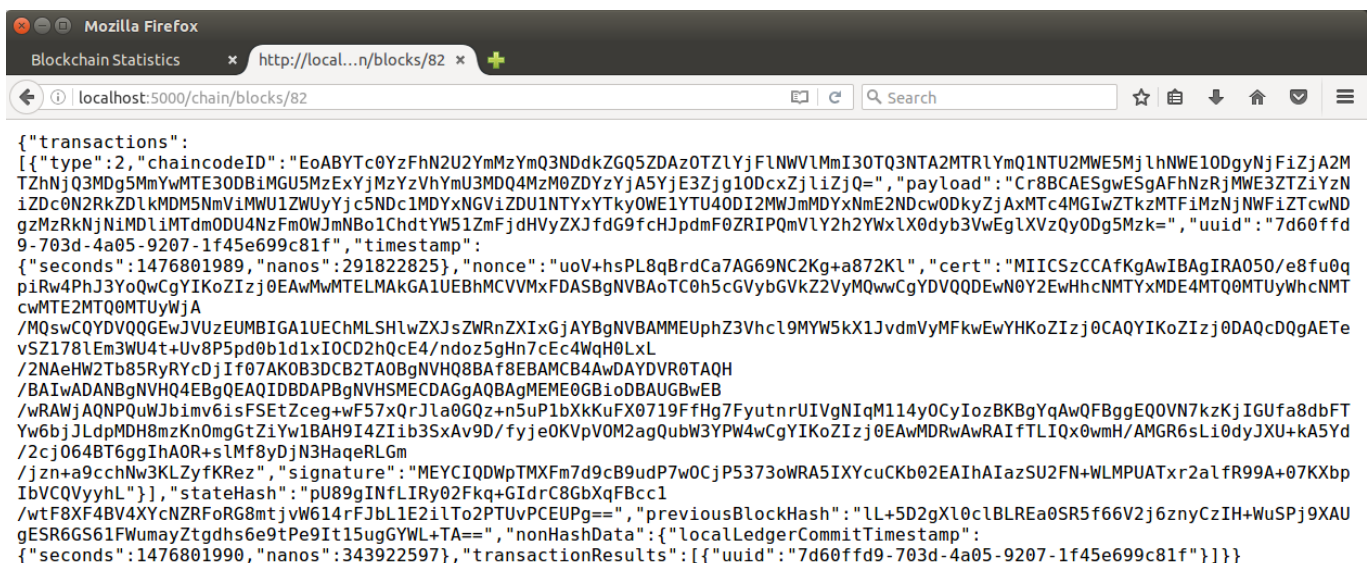 Mozilla Firefox
Blockchain Statistics × http://local...n/blocks/82 ×
localhost:5000/chain/blocks/82 Search
{"transactions":
[{"type":2,"chaincodeID":"EoABYTc0YzFhN2U2YmMzYmQ3NDdkZGQ5ZDAzOTZlYjFlNWVlMmI3OTQ3NTA2MTRlYmQ1NTU2MWE5MjlhNWE1ODgyNjFiZjA2M
TZhNjQ3MDg5MmYwMTE3ODBiMGU5MzExYjMzYzVhYmU3MDQ4MzM0ZDYzYjA5YjE3Zjg1ODcxZjliZjQ=","payload":"Cr8BCAESgwESgAFhNzRjMWE3ZTZiYzN
iZDc0N2RkZDlkMDM5NmViMWU1ZWUyYjc5NDc1MDYxNGViZDU1NTYxYTkyOWE1YTU4ODI2MWJmMDYxNmE2NDcwODkyZjAxMTc4MGIwZTkzMTFiMzNjNWFiZTcwND
gzMzRkNjNiMDliMTdmODU4NzFmOWJmNBo1ChdtYW51ZmFjdHVyZXJfdG9fcHJpdmF0ZRIPQmVlY2h2YWxlX0dyb3VwEglXVzQyODg5Mzk=","uuid":"7d60ffd
9-703d-4a05-9207-1f45e699c81f","timestamp":
{"seconds":1476801989,"nanos":291822825},"nonce":"uoV+hsPL8qBrdCa7AG69NC2Kg+a872Kl","cert":"MIICSzCCAfKgAwIBAgIRAO5O/e8fu0q
piRw4PhJ3YoQwCgYIKoZIzj0EAwMwMTELMAkGA1UEBhMCVVMxFDASBgNVBAoTC0h5cGVybGVkZ2VyMQwwCgYDVQQDEwN0Y2EwHhcNMTYxMDE4MTQ0MTUyWhcNMT
cwMTE2MTQ0MTUyWjA
/MQswCQYDVQQGEwJVUzEUMBIGA1UEChMLSHlwZXJsZWRnZXIxGjAYBgNVBAMMEUphZ3Vhcl9MYW5kX1JvdmVyMFkwEwYHKoZIzj0CAQYIKoZIzj0DAQcDQgAETe
vSZ178lEm3WU4t+Uv8P5pd0b1d1xIOCD2hQcE4/ndoz5gHn7cEc4WqH0LxL
/2NAeHW2Tb85RyRYcDjIf07AKOB3DCB2TAOBgNVHQ8BAf8EBAMCB4AwDAYDVR0TAQH
/BAIwADANBgNVHQ4EBgQEAQIDBDAPBgNVHSMECDAGgAQBAgMEME0GBioDBAUGBwEB
/wRAWjAQNPQuWJbimv6isFSEtZceg+wF57xQrJla0GQz+n5uP1bXkKuFX0719FfHg7FyutnrUIVgNIqM114yOCyIozBKBgYqAwQFBggEQOVN7kzKjIGUfa8dbFT
Yw6bjJLdpMDH8mzKnOmgGtZiYw1BAH9I4ZIib3SxAv9D/fyjeOKVpVOM2agQubW3YPW4wCgYIKoZIzj0EAwMDRwAwRAIfTLIQx0wmH/AMGR6sLi0dyJXU+kA5Yd
/2cjO64BT6ggIhAOR+slMf8yDjN3HaqeRLGm
/jzn+a9cchNw3KLZyfKRez","signature":"MEYCIQDWpTMXFm7d9cB9udP7wOCjP5373oWRA5IXYcuCKb02EAIhAIazSU2FN+WLMPUATxr2alfR99A+07KXbp
IbVCQVyyhL"}],"stateHash":"pU89gINfLIRy02Fkq+GIdrC8GbXqFBcc1
/wtF8XF4BV4XYcNZRFoRG8mtjvW614rFJbL1E2ilTo2PTUvPCEUPg==","previousBlockHash":"lL+5D2gXl0clBLREa0SR5f66V2j6znyCzIH+WuSPj9XAU
gESR6GS61FWumayZtgdhs6e9tPe9It15ugGYWL+TA==","nonHashData":{"localLedgerCommitTimestamp":
{"seconds":1476801990,"nanos":343922597},"transactionResults":[{"uuid":"7d60ffd9-703d-4a05-9207-1f45e699c81f"}]}}